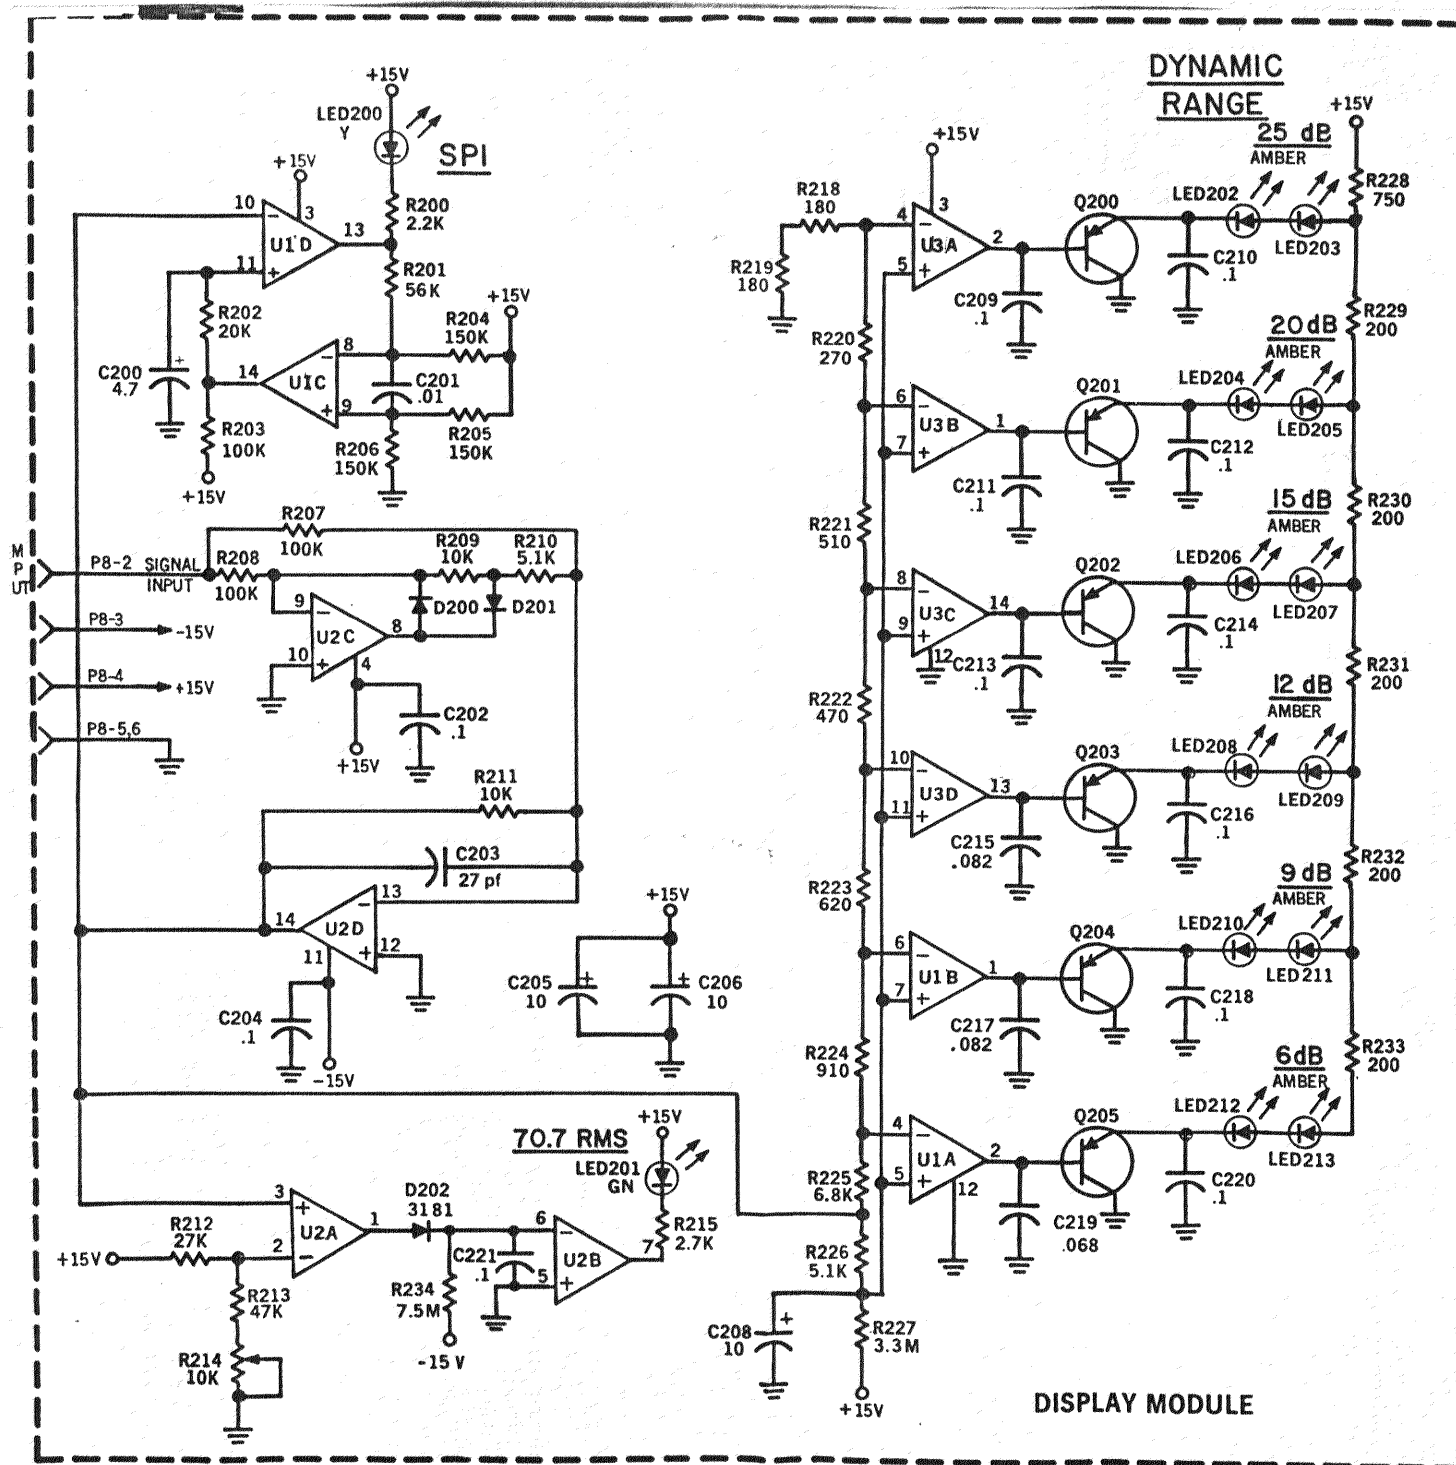 DYNAMIC
RANGE
+15V
LED200
Y
SPI
+15V
10
3
13
U1D
11
R200
2.2K
R201
56K
+15V
R202
20K
R204
150K
C200
4.7
+
14
U1C
8
9
C201
.01
R203
100K
+15V
R206
150K
R205
150K
R207
100K
P8-2
SIGNAL
INPUT
R208
100K
R209
10K
R210
5.1K
D200
D201
M
P
UT
P8-3
-15V
P8-4
+15V
P8-5,6
9
U2C
8
10
4
C202
.1
+15V
R211
10K
C203
27 pf
13
14
U2D
12
11
C204
.1
-15V
+15V
C205
10
+
C206
10
+
70.7 RMS
+15V
LED201
GN
3
D202
3181
1
U2A
2
R212
27K
+15V
R213
47K
R214
10K
R234
7.5M
-15 V
C221
.1
6
5
U2B
7
R215
2.7K
R218
180
R219
180
+15V
4
3
U3A
2
5
C209
.1
Q200
C210
.1
25 dB
AMBER
LED202
LED203
+15V
R228
750
R220
270
6
U3B
1
7
C211
.1
Q201
C212
.1
20dB
AMBER
LED204
LED205
R229
200
R221
510
8
U3C
14
9
12
C213
.1
Q202
C214
.1
15dB
AMBER
LED206
LED207
R230
200
R222
470
10
U3D
13
11
C215
.082
Q203
C216
.1
12 dB
AMBER
LED208
LED209
R231
200
R223
620
6
U1B
1
7
C217
.082
Q204
C218
.1
9 dB
AMBER
LED210
LED211
R232
200
R224
910
4
U1A
2
5
12
C219
.068
Q205
C220
.1
6dB
AMBER
LED212
LED213
R233
200
R225
6.8K
R226
5.1K
C208
10
+
R227
3.3M
+15V
DISPLAY MODULE